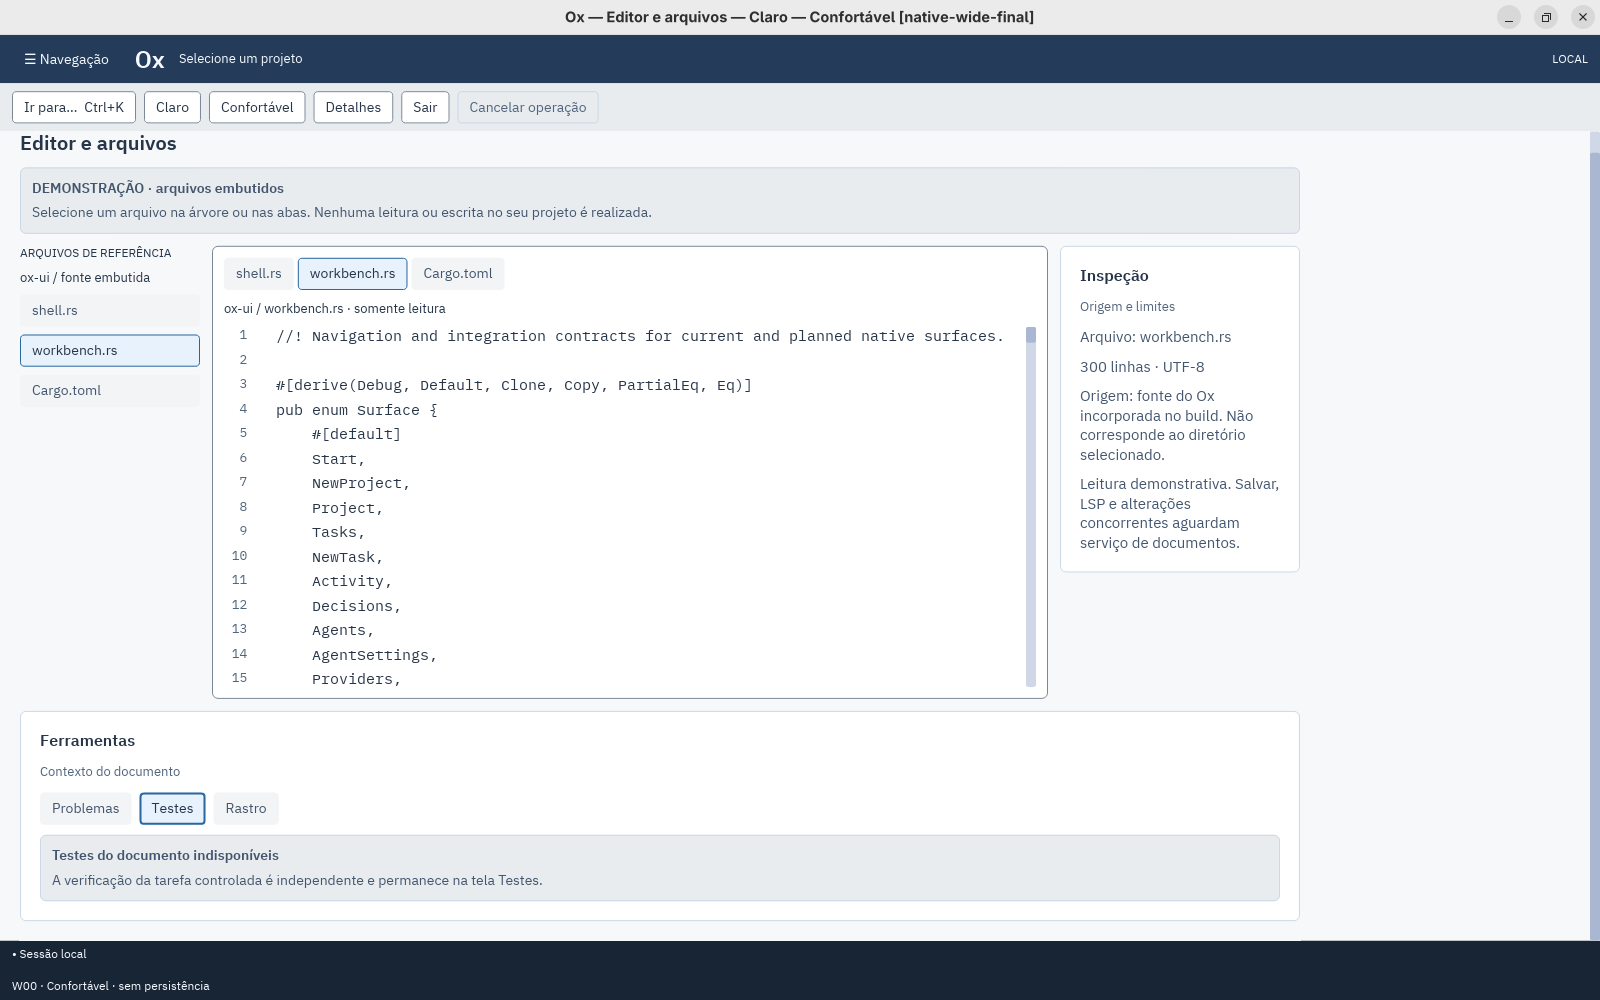 Ox — Editor e arquivos — Claro — Confortável [native-wide-final]
☰ Navegação Ox Selecione um projeto LOCAL
Ir para... Ctrl+K Claro Confortável Detalhes Sair Cancelar operação
Editor e arquivos
DEMONSTRAÇÃO · arquivos embutidos
Selecione um arquivo na árvore ou nas abas. Nenhuma leitura ou escrita no seu projeto é realizada.
ARQUIVOS DE REFERÊNCIA
ox-ui / fonte embutida
shell.rs
workbench.rs
Cargo.toml
shell.rs workbench.rs Cargo.toml
ox-ui / workbench.rs · somente leitura
1 //! Navigation and integration contracts for current and planned native surfaces.
2
3 #[derive(Debug, Default, Clone, Copy, PartialEq, Eq)]
4 pub enum Surface {
5     #[default]
6     Start,
7     NewProject,
8     Project,
9     Tasks,
10     NewTask,
11     Activity,
12     Decisions,
13     Agents,
14     AgentSettings,
15     Providers,
Inspeção
Origem e limites
Arquivo: workbench.rs
300 linhas · UTF-8
Origem: fonte do Ox
incorporada no build. Não
corresponde ao diretório
selecionado.
Leitura demonstrativa. Salvar,
LSP e alterações
concorrentes aguardam
serviço de documentos.
Ferramentas
Contexto do documento
Problemas Testes Rastro
Testes do documento indisponíveis
A verificação da tarefa controlada é independente e permanece na tela Testes.
• Sessão local
W00 · Confortável · sem persistência